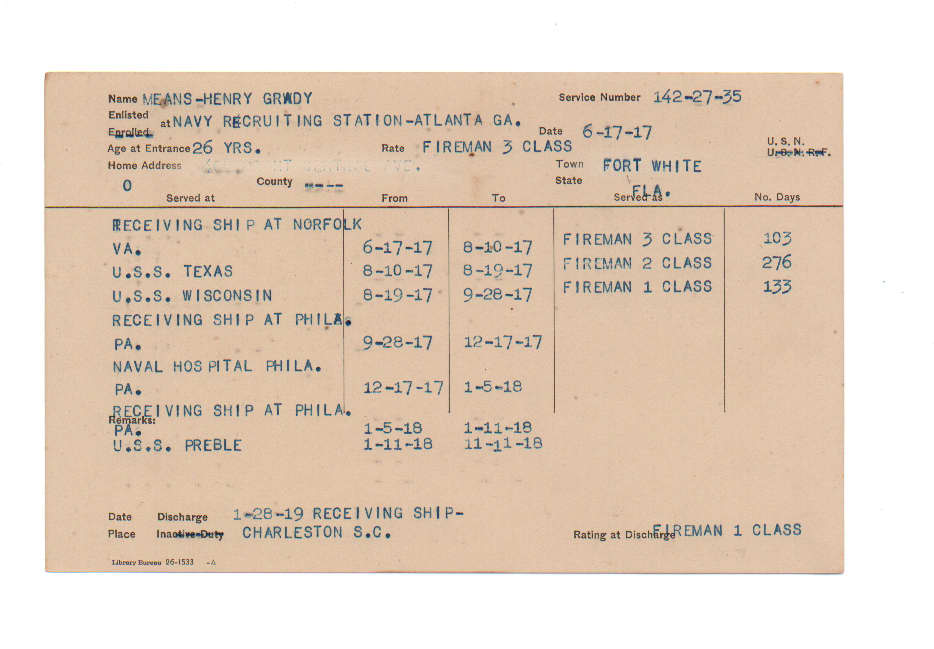 Name MEANS-HENRY GRWDY Service Number 142-27-35
Enlisted
Enrolled at NAVY RECRUITING STATION-ATLANTA GA. Date 6-17-17
Age at Entrance 26 YRS. Rate FIREMAN 3 CLASS U. S. N.
U. S. N. R. F.
Home Address AVE. Town FORT WHITE
O County ---- State FLA.
Served at From To Served as No. Days
RECEIVING SHIP AT NORFOLK
VA. 6-17-17 8-10-17 FIREMAN 3 CLASS 103
U.S.S. TEXAS 8-10-17 8-19-17 FIREMAN 2 CLASS 276
U.S.S. WISCONSIN 8-19-17 9-28-17 FIREMAN 1 CLASS 133
RECEIVING SHIP AT PHILA.
PA. 9-28-17 12-17-17
NAVAL HOSPITAL PHILA.
PA. 12-17-17 1-5-18
RECEIVING SHIP AT PHILA.
Remarks:
PA. 1-5-18 1-11-18
U.S.S. PREBLE 1-11-18 11-11-18
Date Discharge 1-28-19 RECEIVING SHIP-
Place Inactive Duty CHARLESTON S.C. Rating at Discharge FIREMAN 1 CLASS
Library Bureau 26-1533 -A